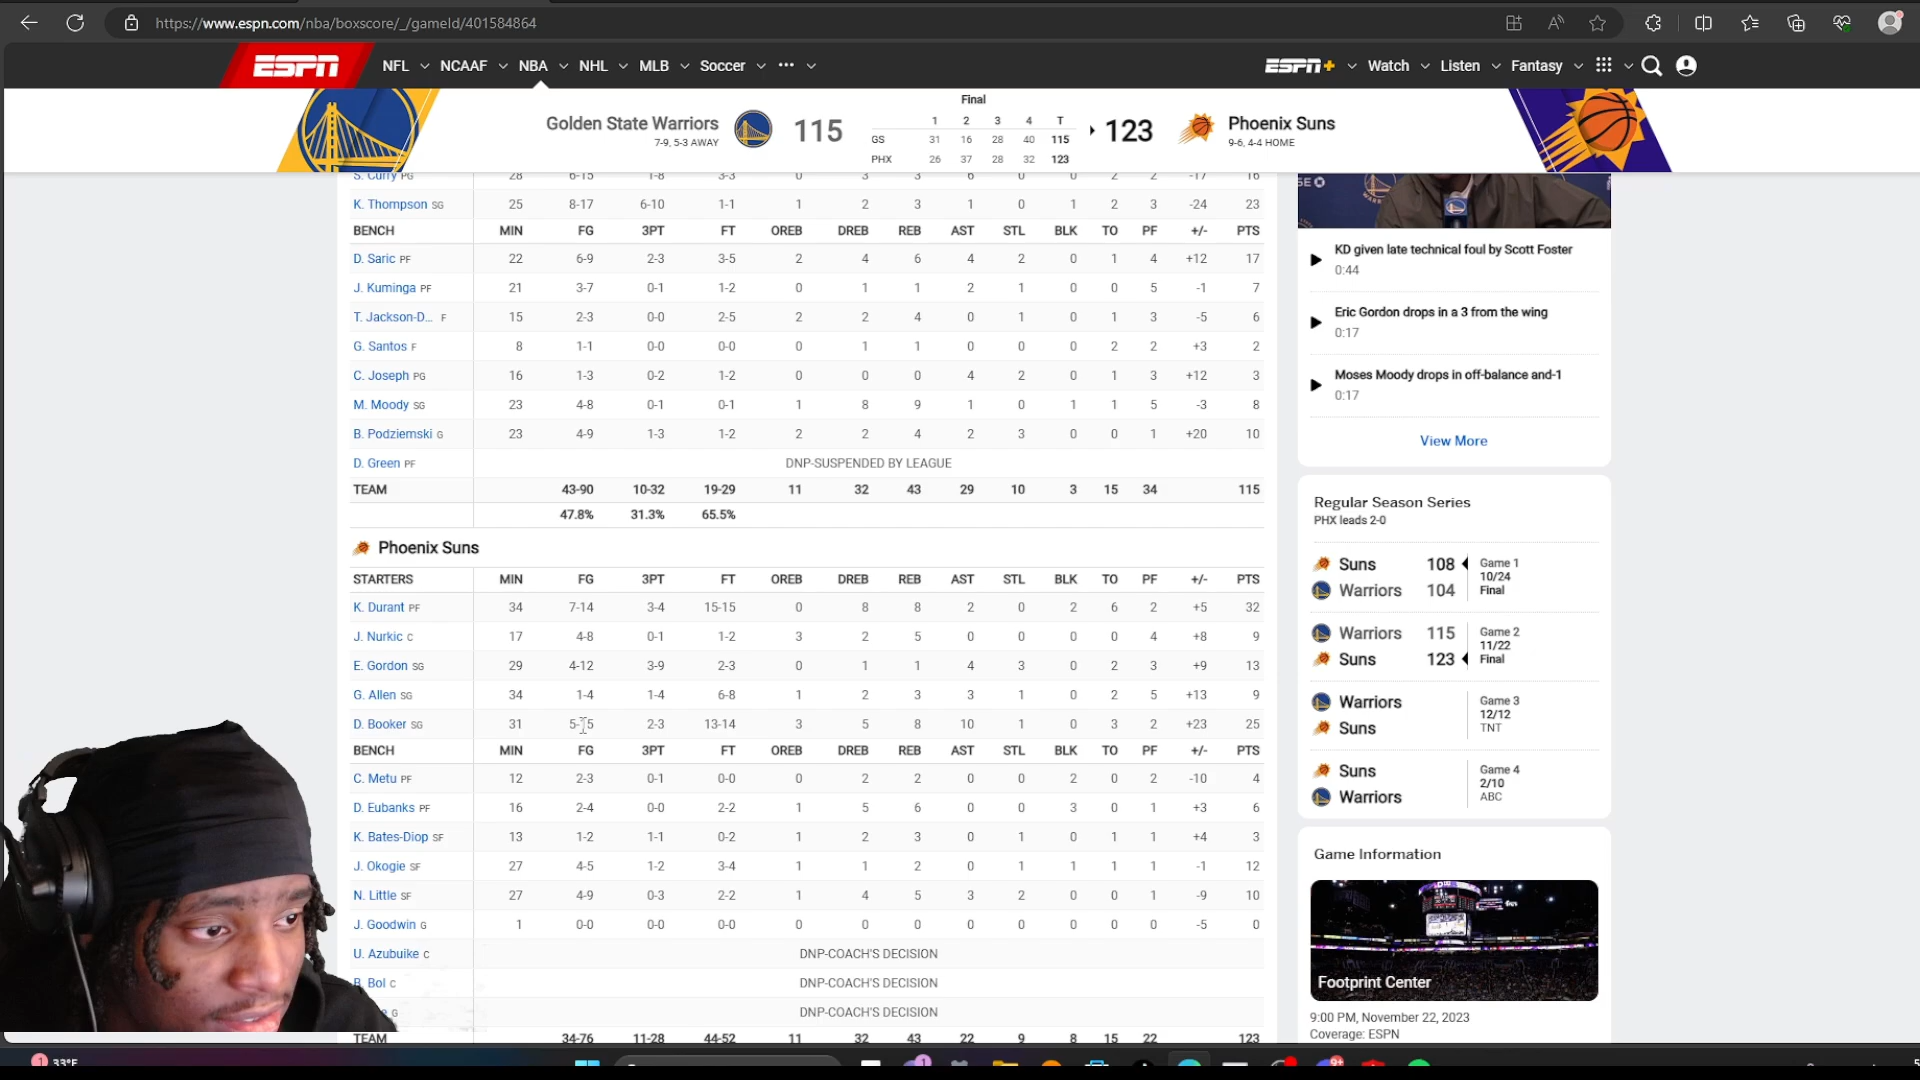 https://www.espn.com/nba/boxscore/_/gameId/401584864
ESPN NFL NCAAF NBA NHL MLB Soccer ESPN+ Watch Listen Fantasy
Final
Golden State Warriors 115 1 2 3 4 T 123 Phoenix Suns
7-9, 5-3 AWAY GS 31 16 28 40 115 9-6, 4-4 HOME
PHX 26 37 28 32 123
S. Curry PG 28 6-15 1-8 3-3 0 3 3 6 0 0 2 2 -17 16
K. Thompson SG 25 8-17 6-10 1-1 1 2 3 1 0 1 2 3 -24 23
BENCH MIN FG 3PT FT OREB DREB REB AST STL BLK TO PF +/- PTS
D. Saric PF 22 6-9 2-3 3-5 2 4 6 4 2 0 1 4 +12 17
J. Kuminga PF 21 3-7 0-1 1-2 0 1 1 2 1 0 0 5 -1 7
T. Jackson-D... F 15 2-3 0-0 2-5 2 2 4 0 1 0 1 3 -5 6
G. Santos F 8 1-1 0-0 0-0 0 1 1 0 0 0 2 2 +3 2
C. Joseph PG 16 1-3 0-2 1-2 0 0 0 4 2 0 1 3 +12 3
M. Moody SG 23 4-8 0-1 0-1 1 8 9 1 0 1 1 5 -3 8
B. Podziemski G 23 4-9 1-3 1-2 2 2 4 2 3 0 0 1 +20 10
D. Green PF DNP-SUSPENDED BY LEAGUE
TEAM 43-90 10-32 19-29 11 32 43 29 10 3 15 34 115
47.8% 31.3% 65.5%
Phoenix Suns
STARTERS MIN FG 3PT FT OREB DREB REB AST STL BLK TO PF +/- PTS
K. Durant PF 34 7-14 3-4 15-15 0 8 8 2 0 2 6 2 +5 32
J. Nurkic C 17 4-8 0-1 1-2 3 2 5 0 0 0 0 4 +8 9
E. Gordon SG 29 4-12 3-9 2-3 0 1 1 4 3 0 2 3 +9 13
G. Allen SG 34 1-4 1-4 6-8 1 2 3 3 1 0 2 5 +13 9
D. Booker SG 31 5-15 2-3 13-14 3 5 8 10 1 0 3 2 +23 25
BENCH MIN FG 3PT FT OREB DREB REB AST STL BLK TO PF +/- PTS
C. Metu PF 12 2-3 0-1 0-0 0 2 2 0 0 2 0 2 -10 4
D. Eubanks PF 16 2-4 0-0 2-2 1 5 6 0 0 3 0 1 +3 6
K. Bates-Diop SF 13 1-2 1-1 0-2 1 2 3 0 1 0 1 1 +4 3
J. Okogie SF 27 4-5 1-2 3-4 1 1 2 0 1 1 1 1 -1 12
N. Little SF 27 4-9 0-3 2-2 1 4 5 3 2 0 0 1 -9 10
J. Goodwin G 1 0-0 0-0 0-0 0 0 0 0 0 0 0 0 -5 0
U. Azubuike C DNP-COACH'S DECISION
B. Bol C DNP-COACH'S DECISION
G DNP-COACH'S DECISION
TEAM 34-76 11-28 44-52 11 32 43 22 9 8 15 22 123
KD given late technical foul by Scott Foster
0:44
Eric Gordon drops in a 3 from the wing
0:17
Moses Moody drops in off-balance and-1
0:17
View More
Regular Season Series
PHX leads 2-0
Suns 108 Game 1
10/24
Warriors 104 Final
Warriors 115 Game 2
11/22
Suns 123 Final
Warriors Game 3
12/12
Suns TNT
Suns Game 4
2/10
Warriors ABC
Game Information
Footprint Center
9:00 PM, November 22, 2023
Coverage: ESPN
33°F